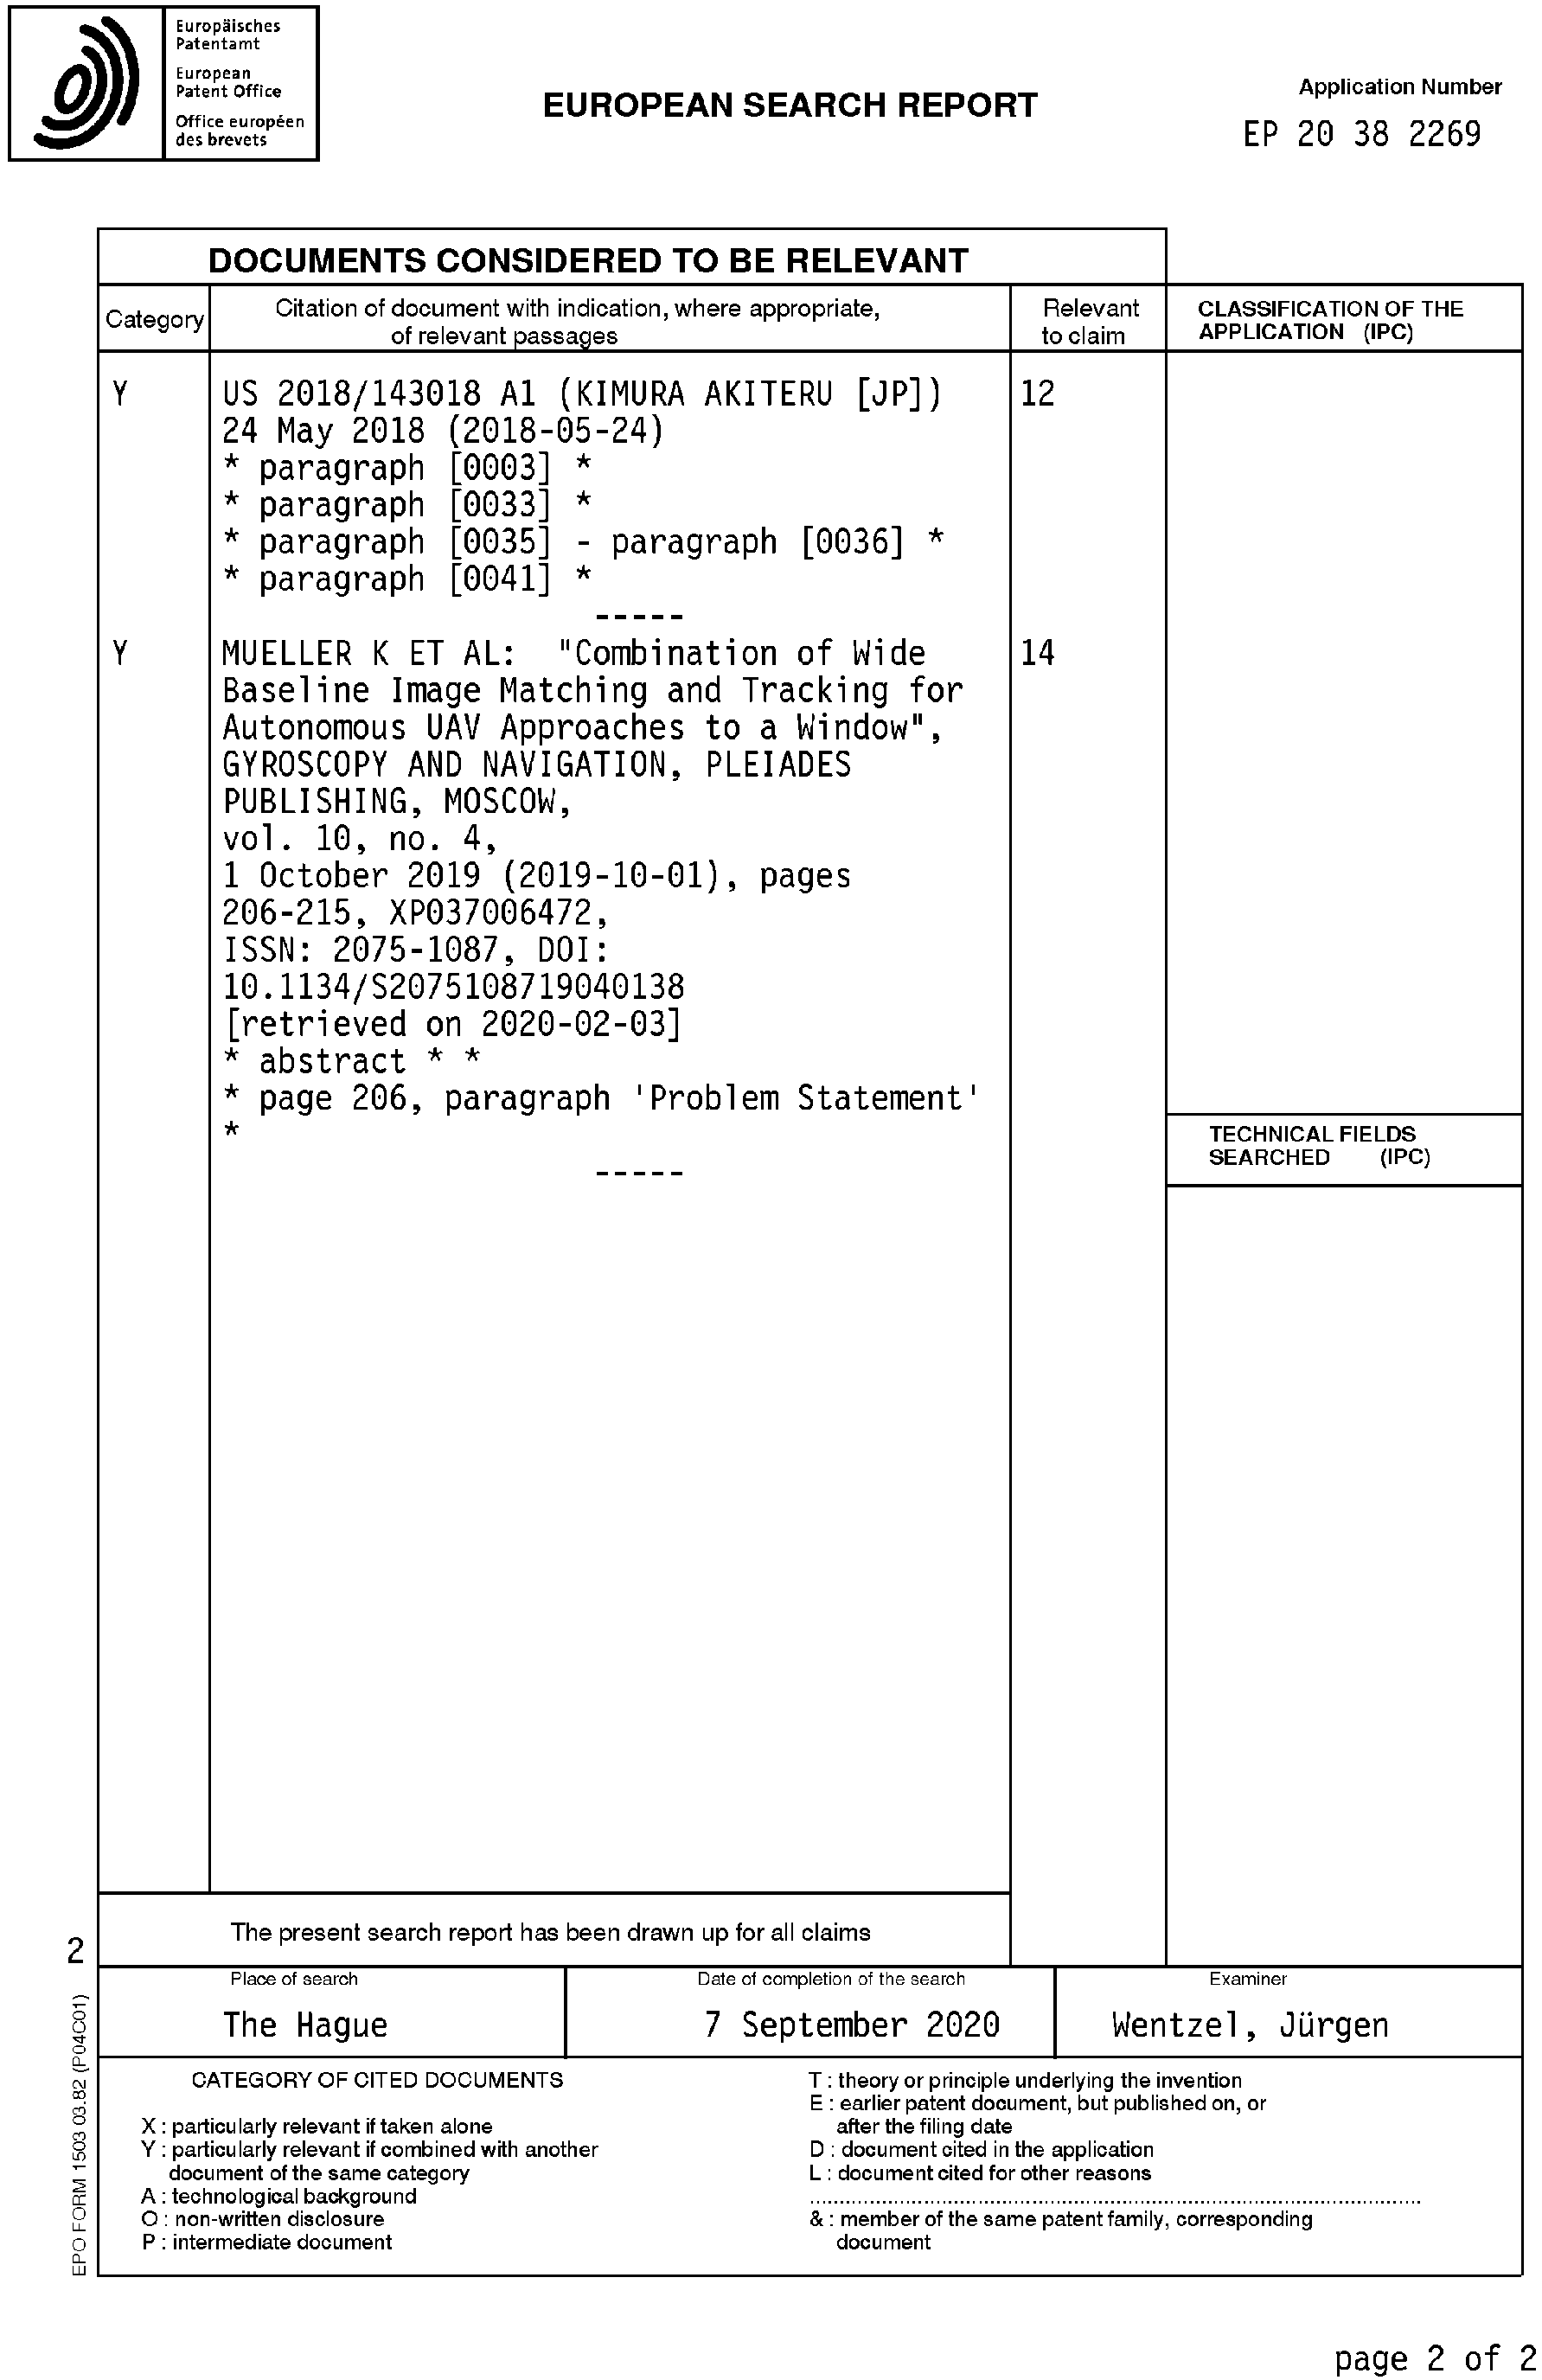 Europäisches
Patentamt
European
Patent Office
Office européen
des brevets
EUROPEAN SEARCH REPORT
Application Number
EP 20 38 2269
DOCUMENTS CONSIDERED TO BE RELEVANT
Category
Citation of document with indication, where appropriate,
of relevant passages
Relevant
to claim
CLASSIFICATION OF THE
APPLICATION (IPC)
Y
US 2018/143018 A1 (KIMURA AKITERU [JP])
12
24 May 2018 (2018-05-24)
* paragraph [0003] *
* paragraph [0033] *
* paragraph [0035] - paragraph [0036] *
* paragraph [0041] *
-----
Y
MUELLER K ET AL: "Combination of Wide
14
Baseline Image Matching and Tracking for
Autonomous UAV Approaches to a Window",
GYROSCOPY AND NAVIGATION, PLEIADES
PUBLISHING, MOSCOW,
vol. 10, no. 4,
1 October 2019 (2019-10-01), pages
206-215, XP037006472,
ISSN: 2075-1087, DOI:
10.1134/S2075108719040138
[retrieved on 2020-02-03]
* abstract * *
* page 206, paragraph 'Problem Statement'
*
-----
TECHNICAL FIELDS
SEARCHED (IPC)
The present search report has been drawn up for all claims
2
Place of search
Date of completion of the search
Examiner
The Hague
7 September 2020
Wentzel, Jürgen
CATEGORY OF CITED DOCUMENTS
X : particularly relevant if taken alone
Y : particularly relevant if combined with another
document of the same category
A : technological background
O : non-written disclosure
P : intermediate document
T : theory or principle underlying the invention
E : earlier patent document, but published on, or
after the filing date
D : document cited in the application
L : document cited for other reasons
& : member of the same patent family, corresponding
document
EPO FORM 1503 03.82 (P04C01)
page 2 of 2